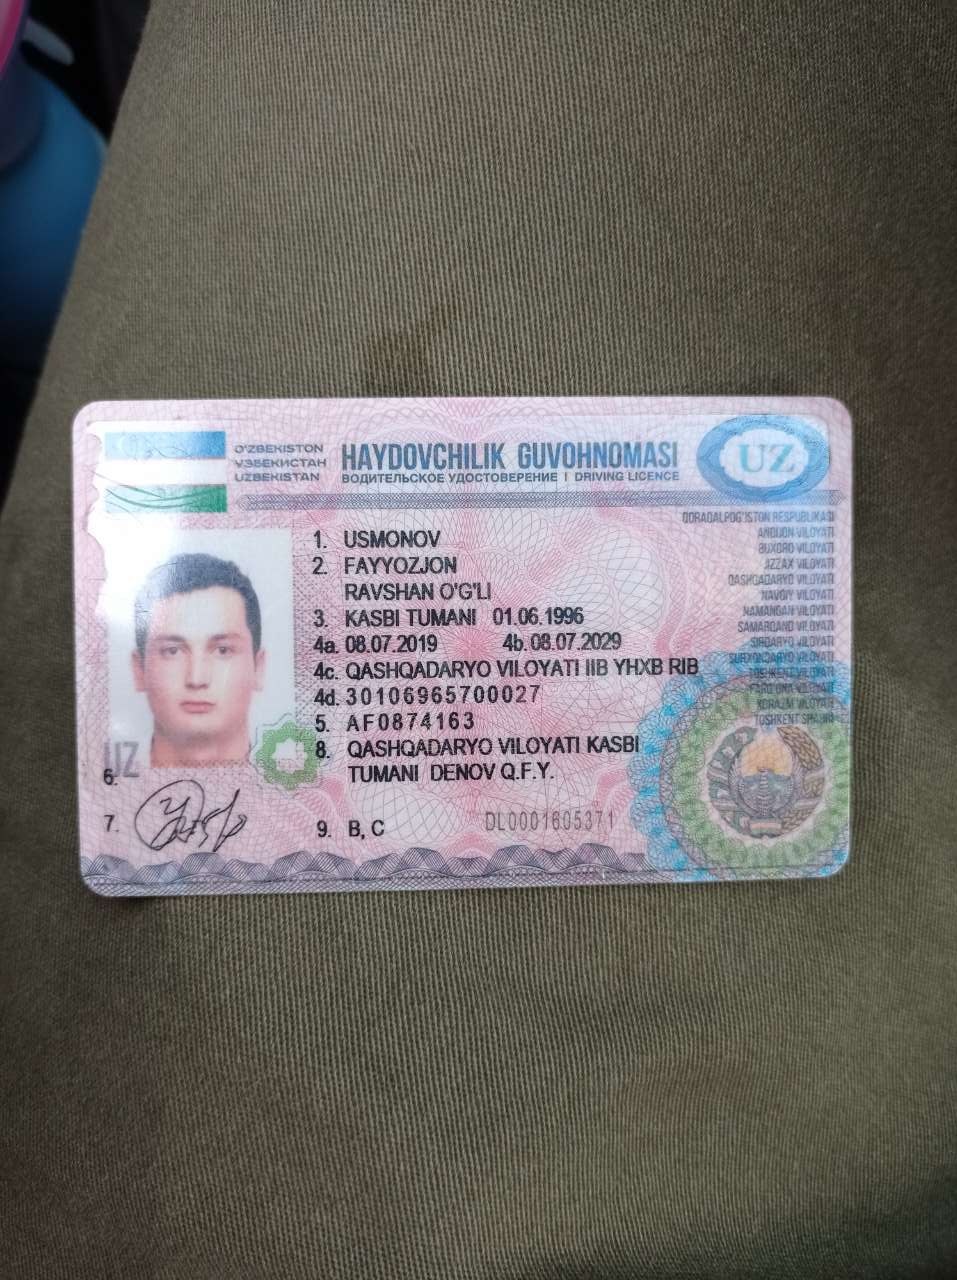 O'ZBEKISTON
ЎЗБЕКИСТАН
UZBEKISTAN
HAYDOVCHILIK GUVOHNOMASI
ВОДИТЕЛЬСКОЕ УДОСТОВЕРЕНИЕ | DRIVING LICENCE
UZ
QORAQALPOG'ISTON RESPUBLIKASI
ANDIJON VILOYATI
BUXORO VILOYATI
JIZZAX VILOYATI
QASHQADARYO VILOYATI
NAVOIY VILOYATI
NAMANGAN VILOYATI
SAMARQAND VILOYATI
SIRDARYO VILOYATI
SURXONDARYO VILOYATI
TOSHKENT VILOYATI
FARG'ONA VILOYATI
XORAZM VILOYATI
TOSHKENT SHAHRI
1. USMONOV
2. FAYYOZJON
RAVSHAN O'G'LI
3. KASBI TUMANI 01.06.1996
4a. 08.07.2019 4b. 08.07.2029
4c. QASHQADARYO VILOYATI IIB YHXB RIB
4d. 30106965700027
5. AF0874163
8. QASHQADARYO VILOYATI KASBI
TUMANI DENOV Q.F.Y.
UZ
6.
7.
9. B, C
DL0001605371